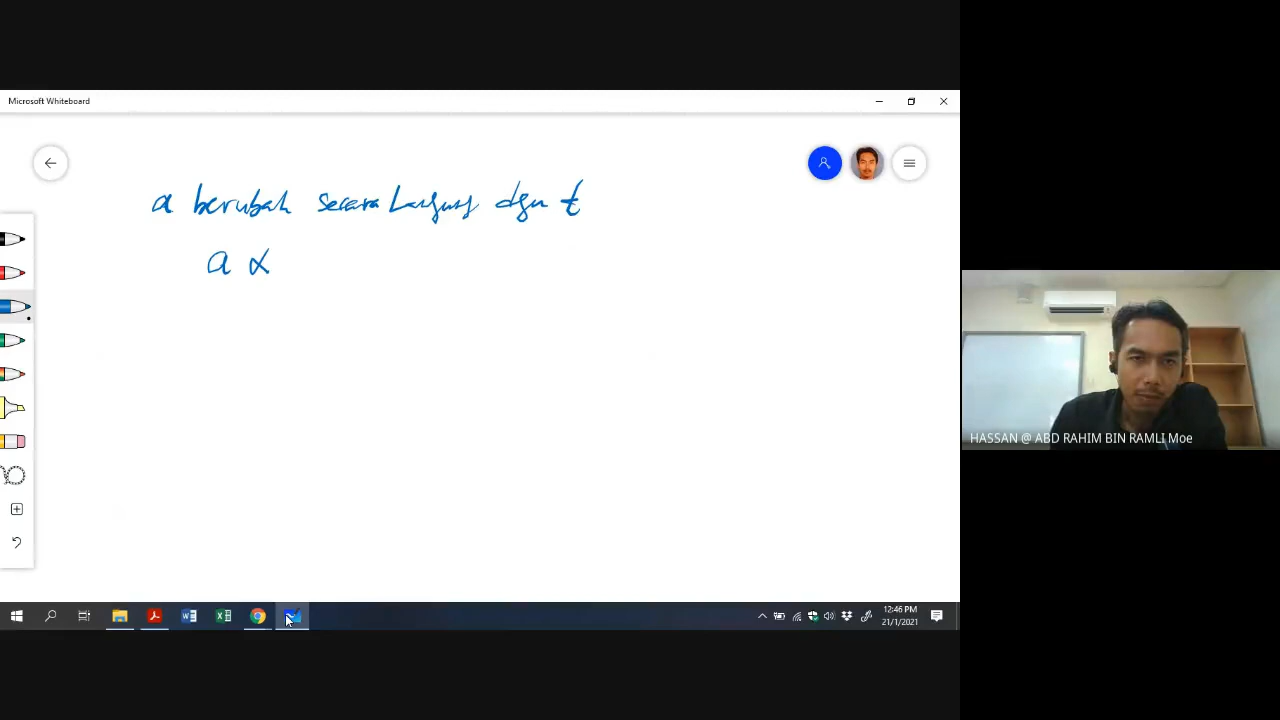 Microsoft Whiteboard
a berubah secara langsung dgn t
a ∝
HASSAN @ ABD RAHIM BIN RAMLI Moe
12:46 PM
21/1/2021